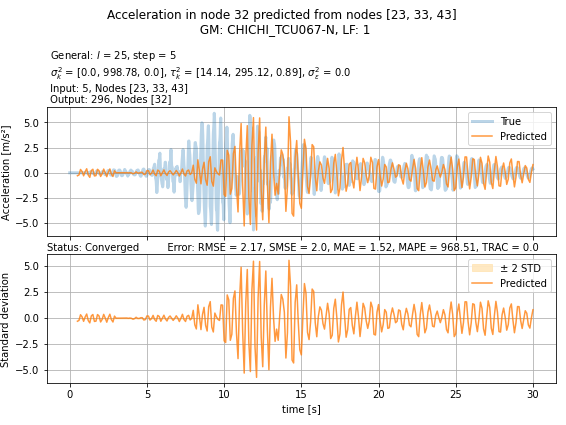 Acceleration in node 32 predicted from nodes [23, 33, 43]
GM: CHICHI_TCU067-N, LF: 1
General: l = 25, step = 5
σ²ₖ = [0.0, 998.78, 0.0], τ²ₖ = [14.14, 295.12, 0.89], σ²ε = 0.0
Input: 5, Nodes [23, 33, 43]
Output: 296, Nodes [32]
Acceleration [m/s²]
5.0
2.5
0.0
−2.5
−5.0
True
Predicted
Status: Converged Error: RMSE = 2.17, SMSE = 2.0, MAE = 1.52, MAPE = 968.51, TRAC = 0.0
Standard deviation
5.0
2.5
0.0
−2.5
−5.0
± 2 STD
Predicted
0 5 10 15 20 25 30
time [s]